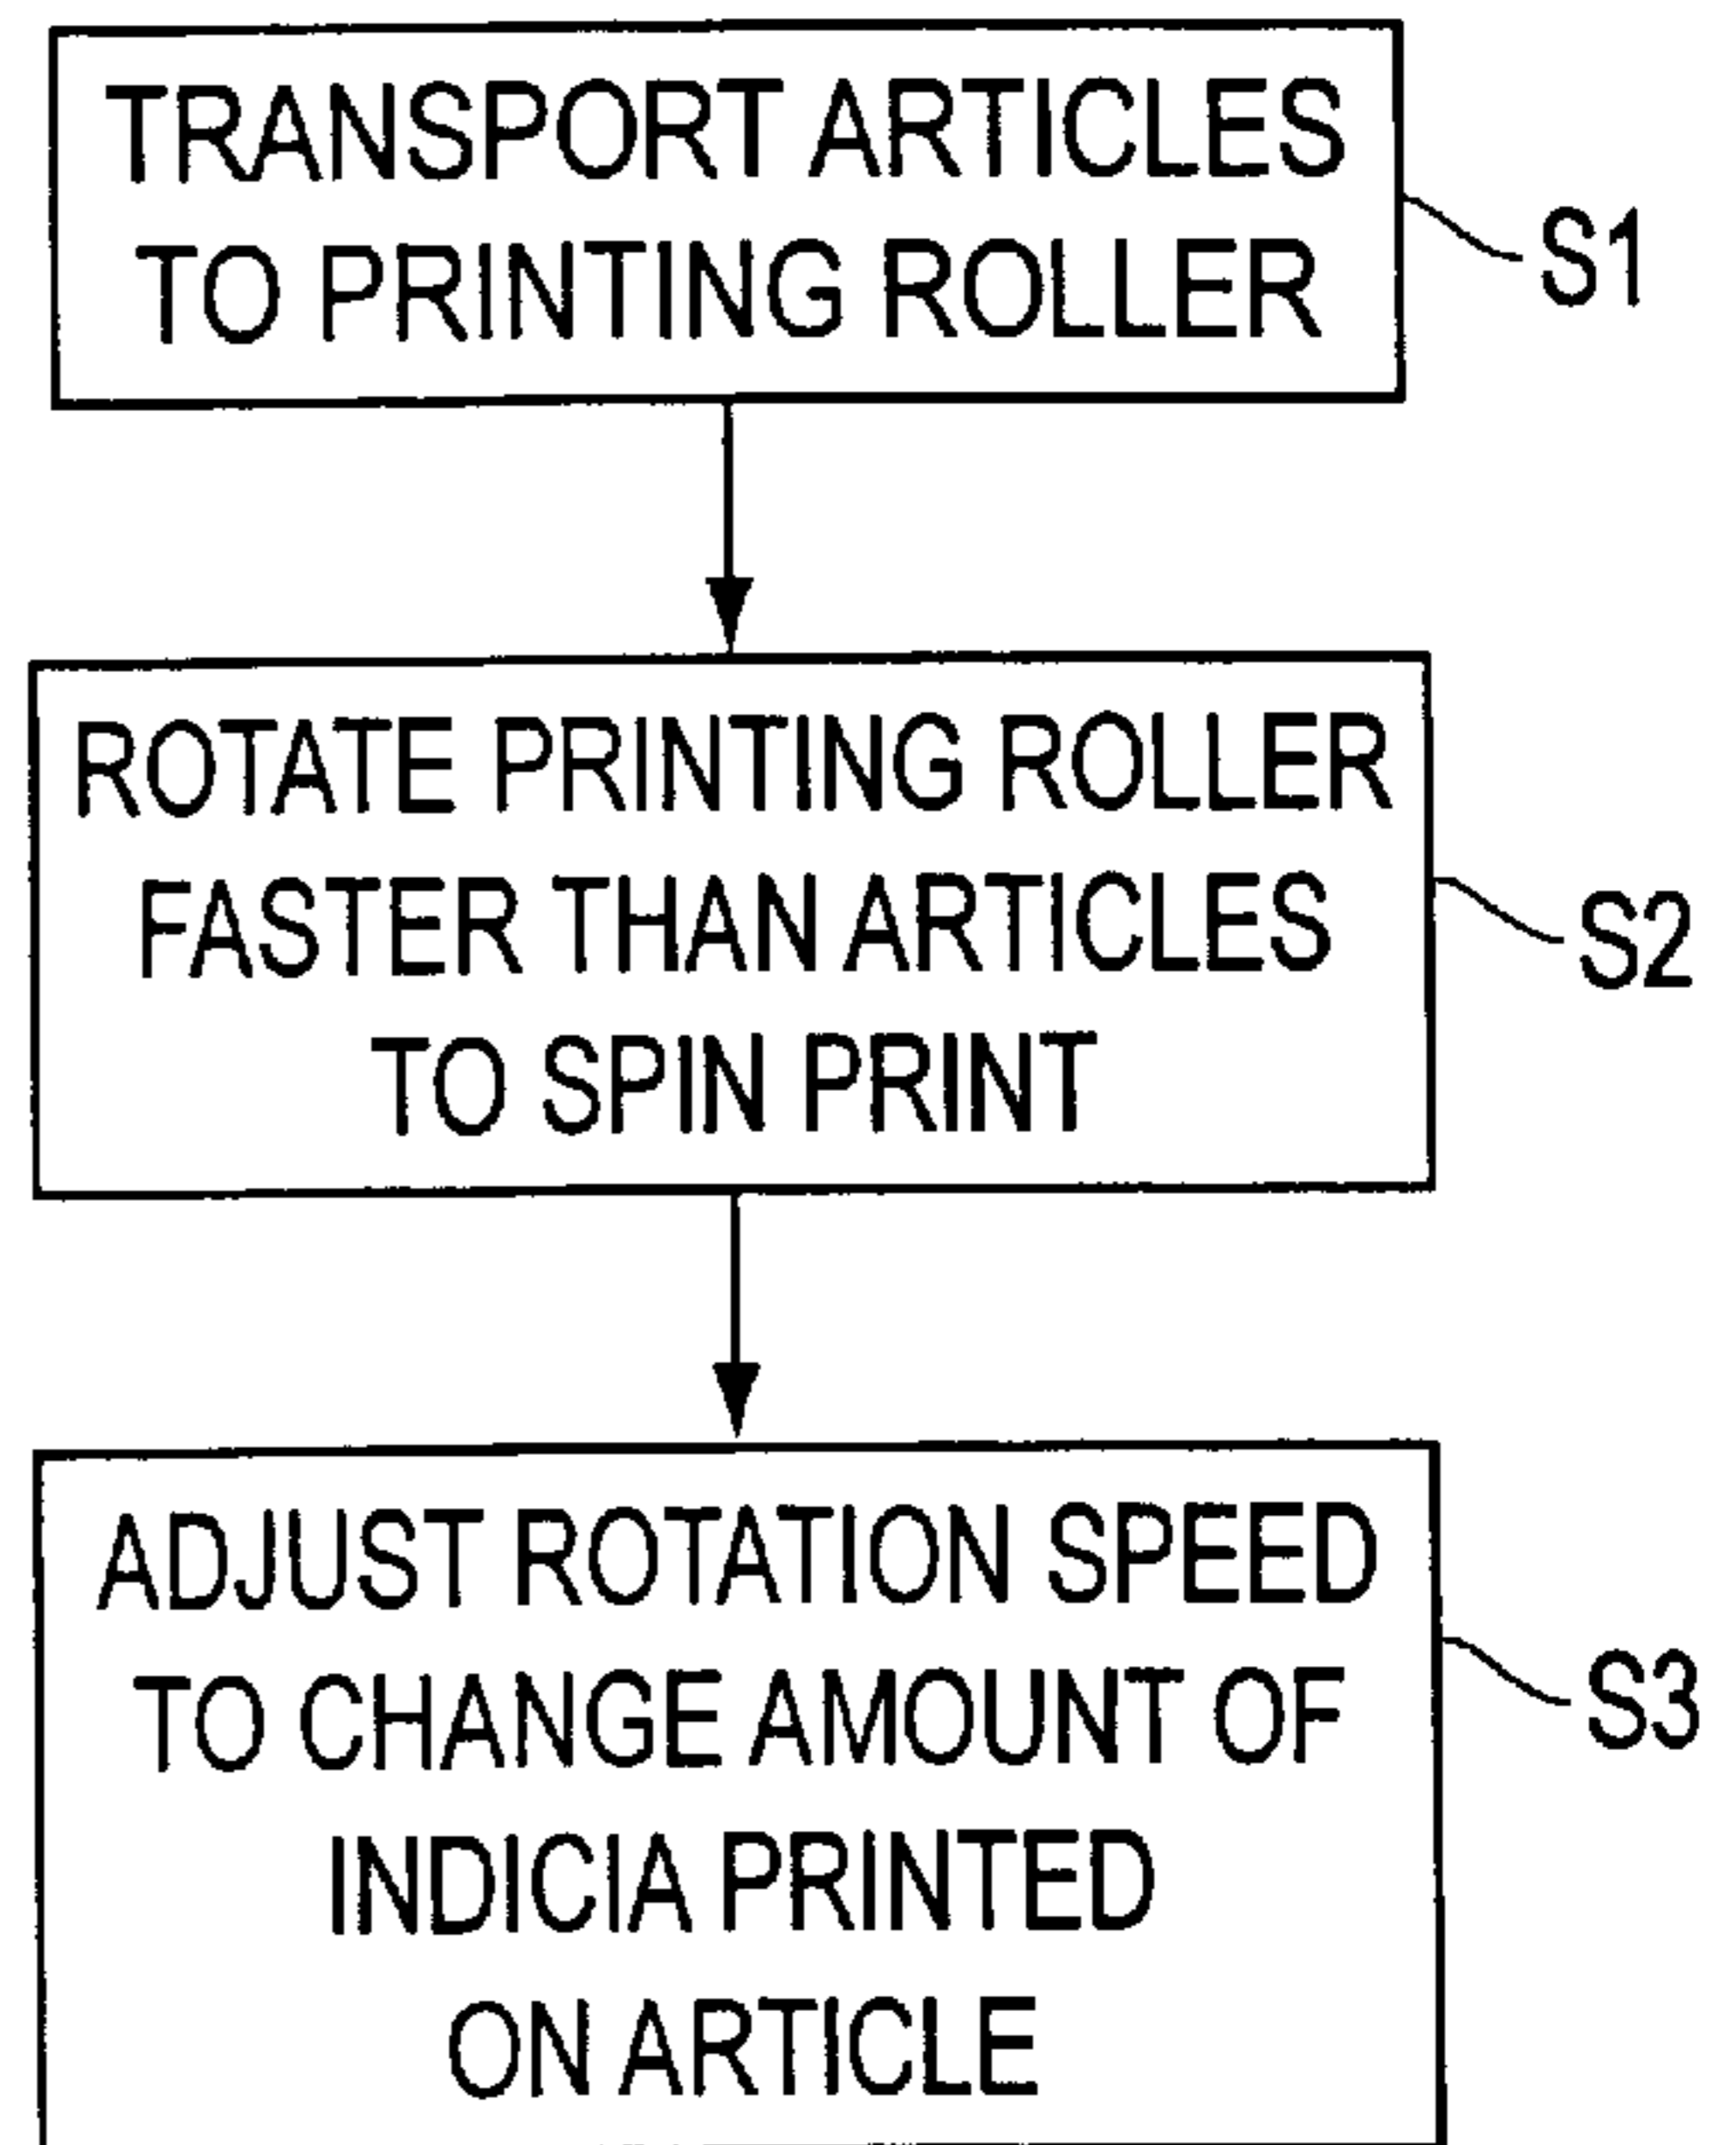 TRANSPORT ARTICLES
TO PRINTING ROLLER
S1
ROTATE PRINTING ROLLER
FASTER THAN ARTICLES
TO SPIN PRINT
S2
ADJUST ROTATION SPEED
TO CHANGE AMOUNT OF
INDICIA PRINTED
ON ARTICLE
S3